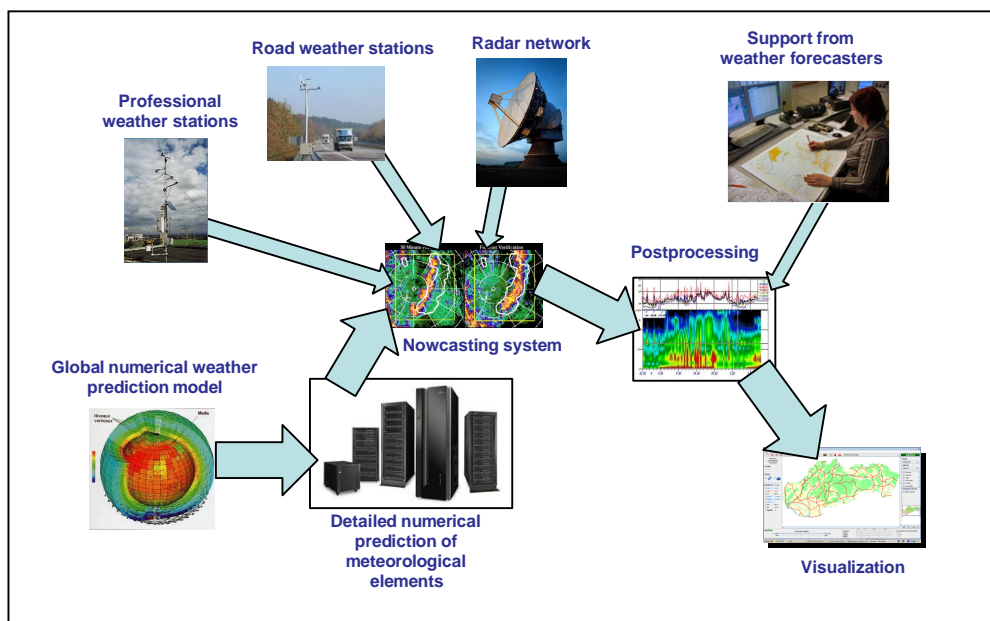 Road weather stations
Radar network
Support from
weather forecasters
Professional
weather stations
Postprocessing
Nowcasting system
Global numerical weather
prediction model
Niveaux
verticaux
Maille
Detailed numerical
prediction of
meteorological
elements
Visualization